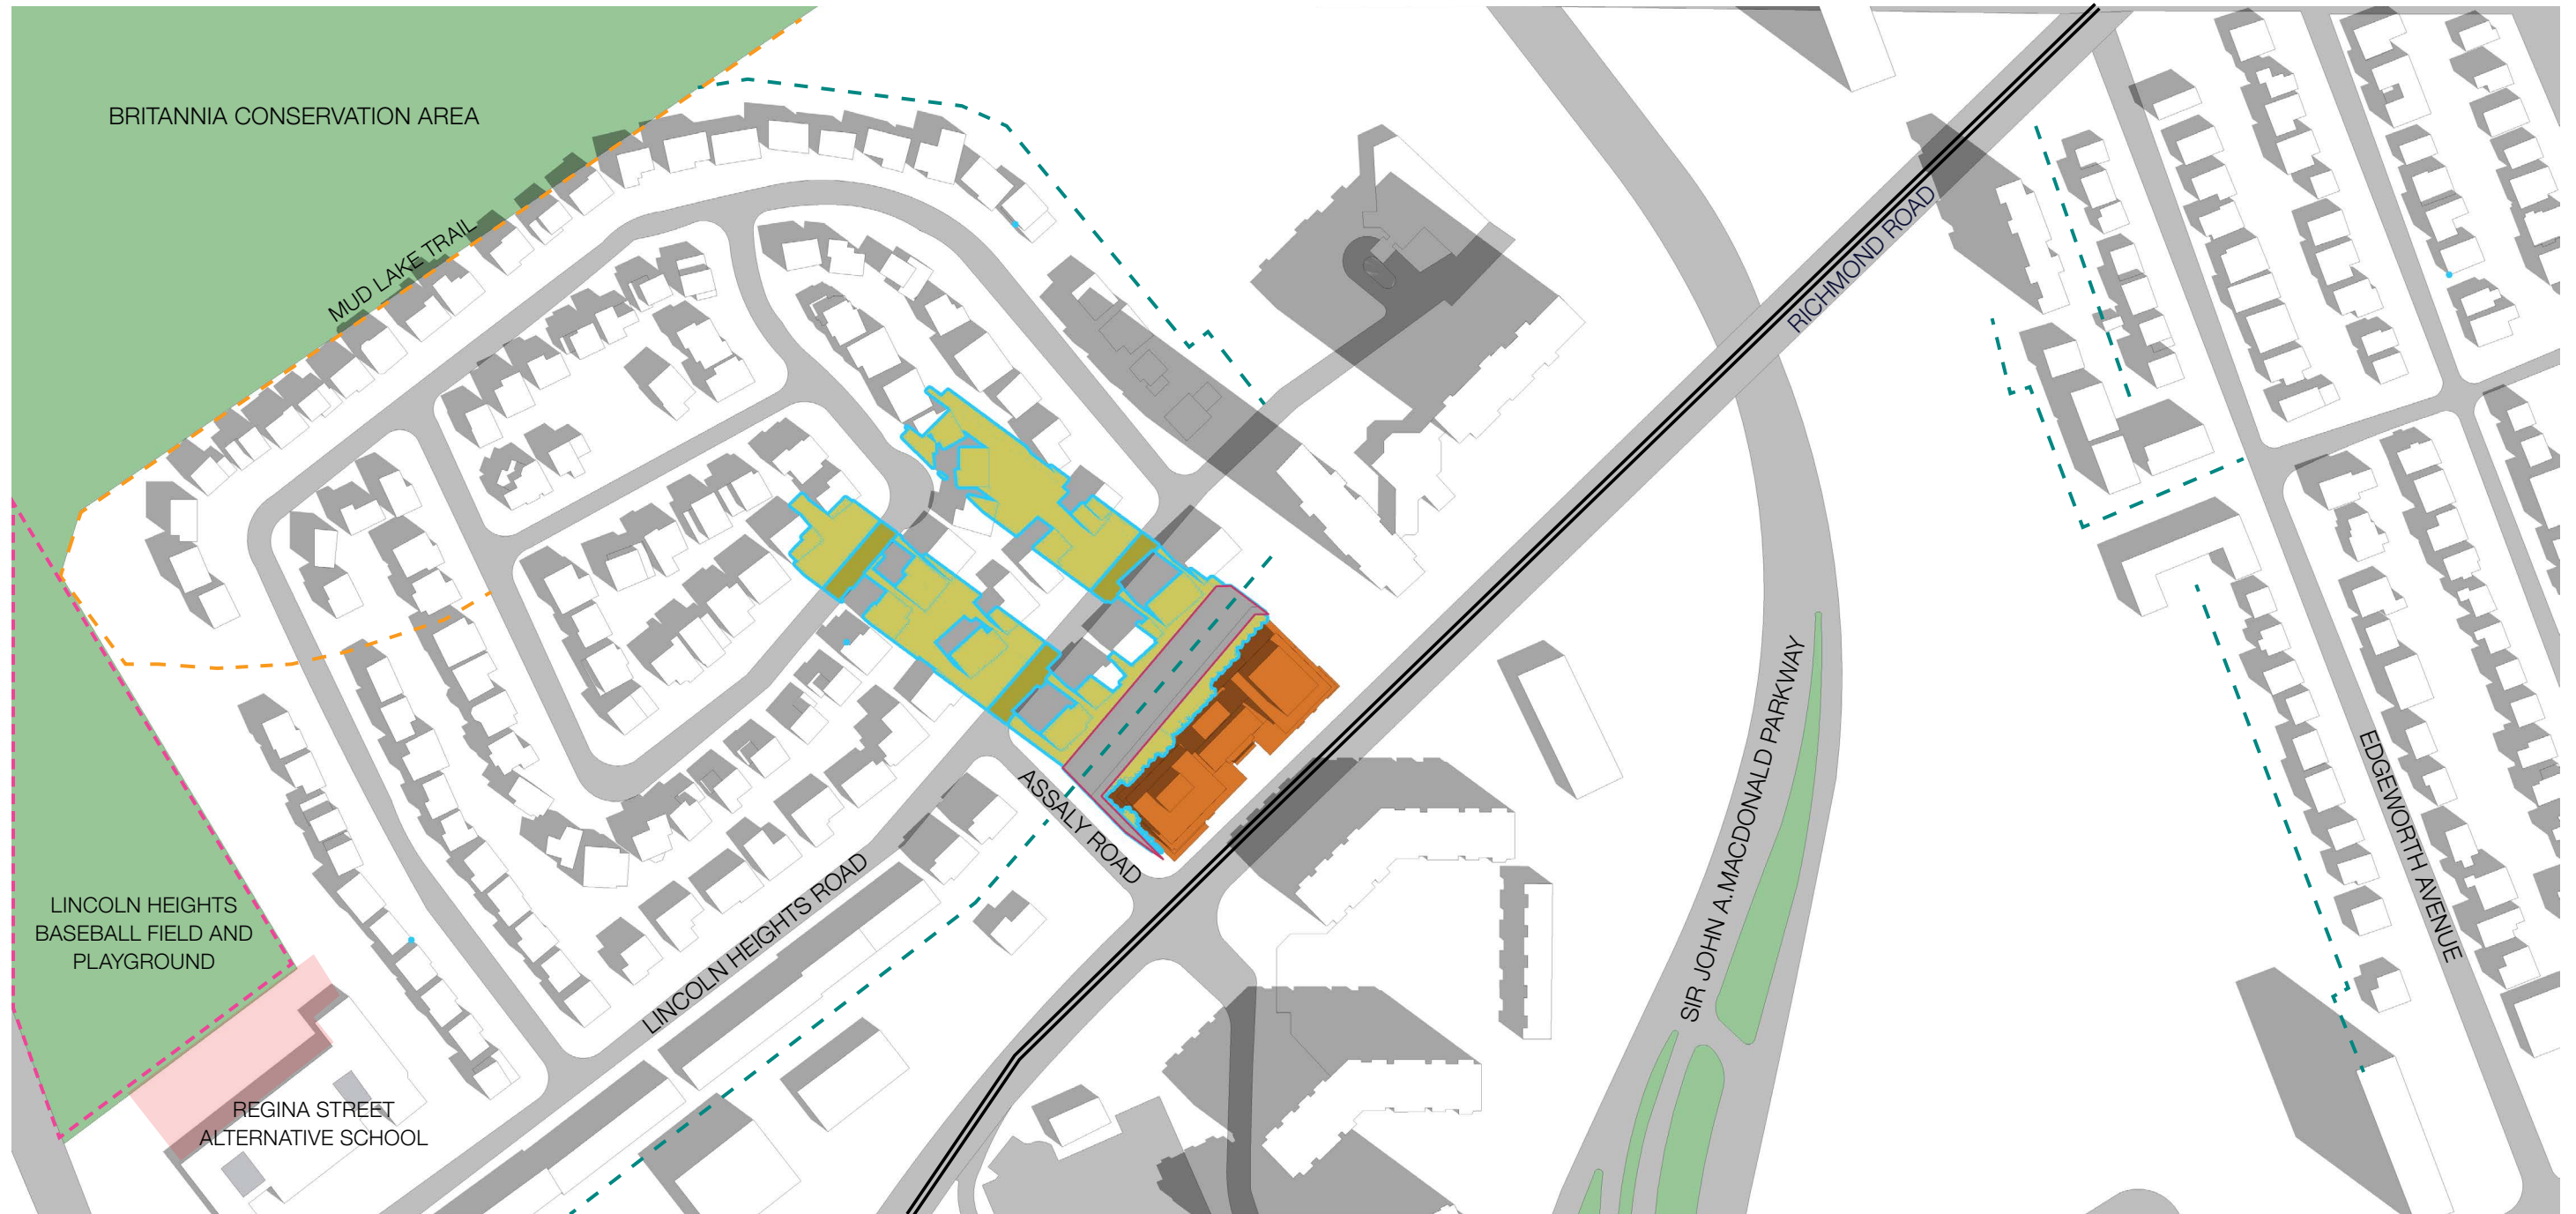 BRITANNIA CONSERVATION AREA
MUD LAKE TRAIL
RICHMOND ROAD
ASSALY ROAD
SIR JOHN A.MACDONALD PARKWAY
EDGEWORTH AVENUE
LINCOLN HEIGHTS ROAD
LINCOLN HEIGHTS
BASEBALL FIELD AND
PLAYGROUND
REGINA STREET
ALTERNATIVE SCHOOL